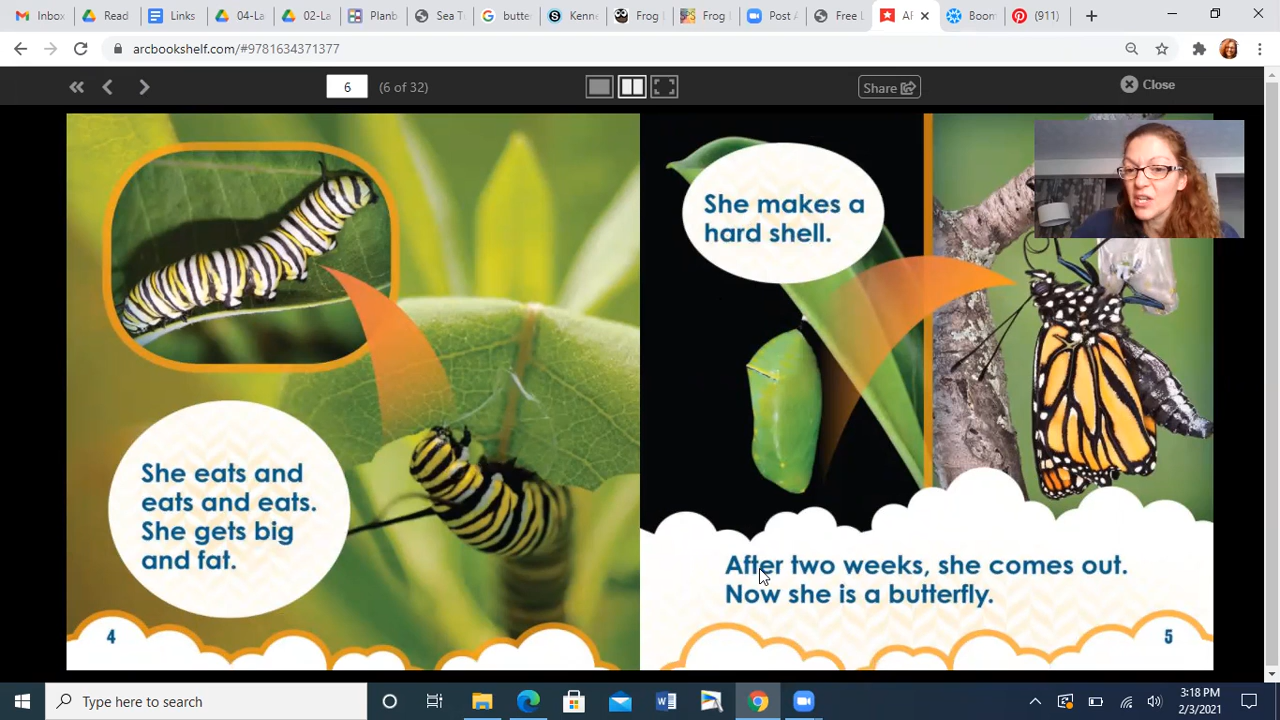 Inbox
Read
Links
04-La
02-La
Planb
Sea T
butte
Kenne
Frog L
Frog
Post A
Free l
Boom
(911)
arcbookshelf.com/#9781634371377
6
(6 of 32)
Share
Close
She eats and
eats and eats.
She gets big
and fat.
4
She makes a
hard shell.
After two weeks, she comes out.
Now she is a butterfly.
5
Type here to search
3:18 PM
2/3/2021